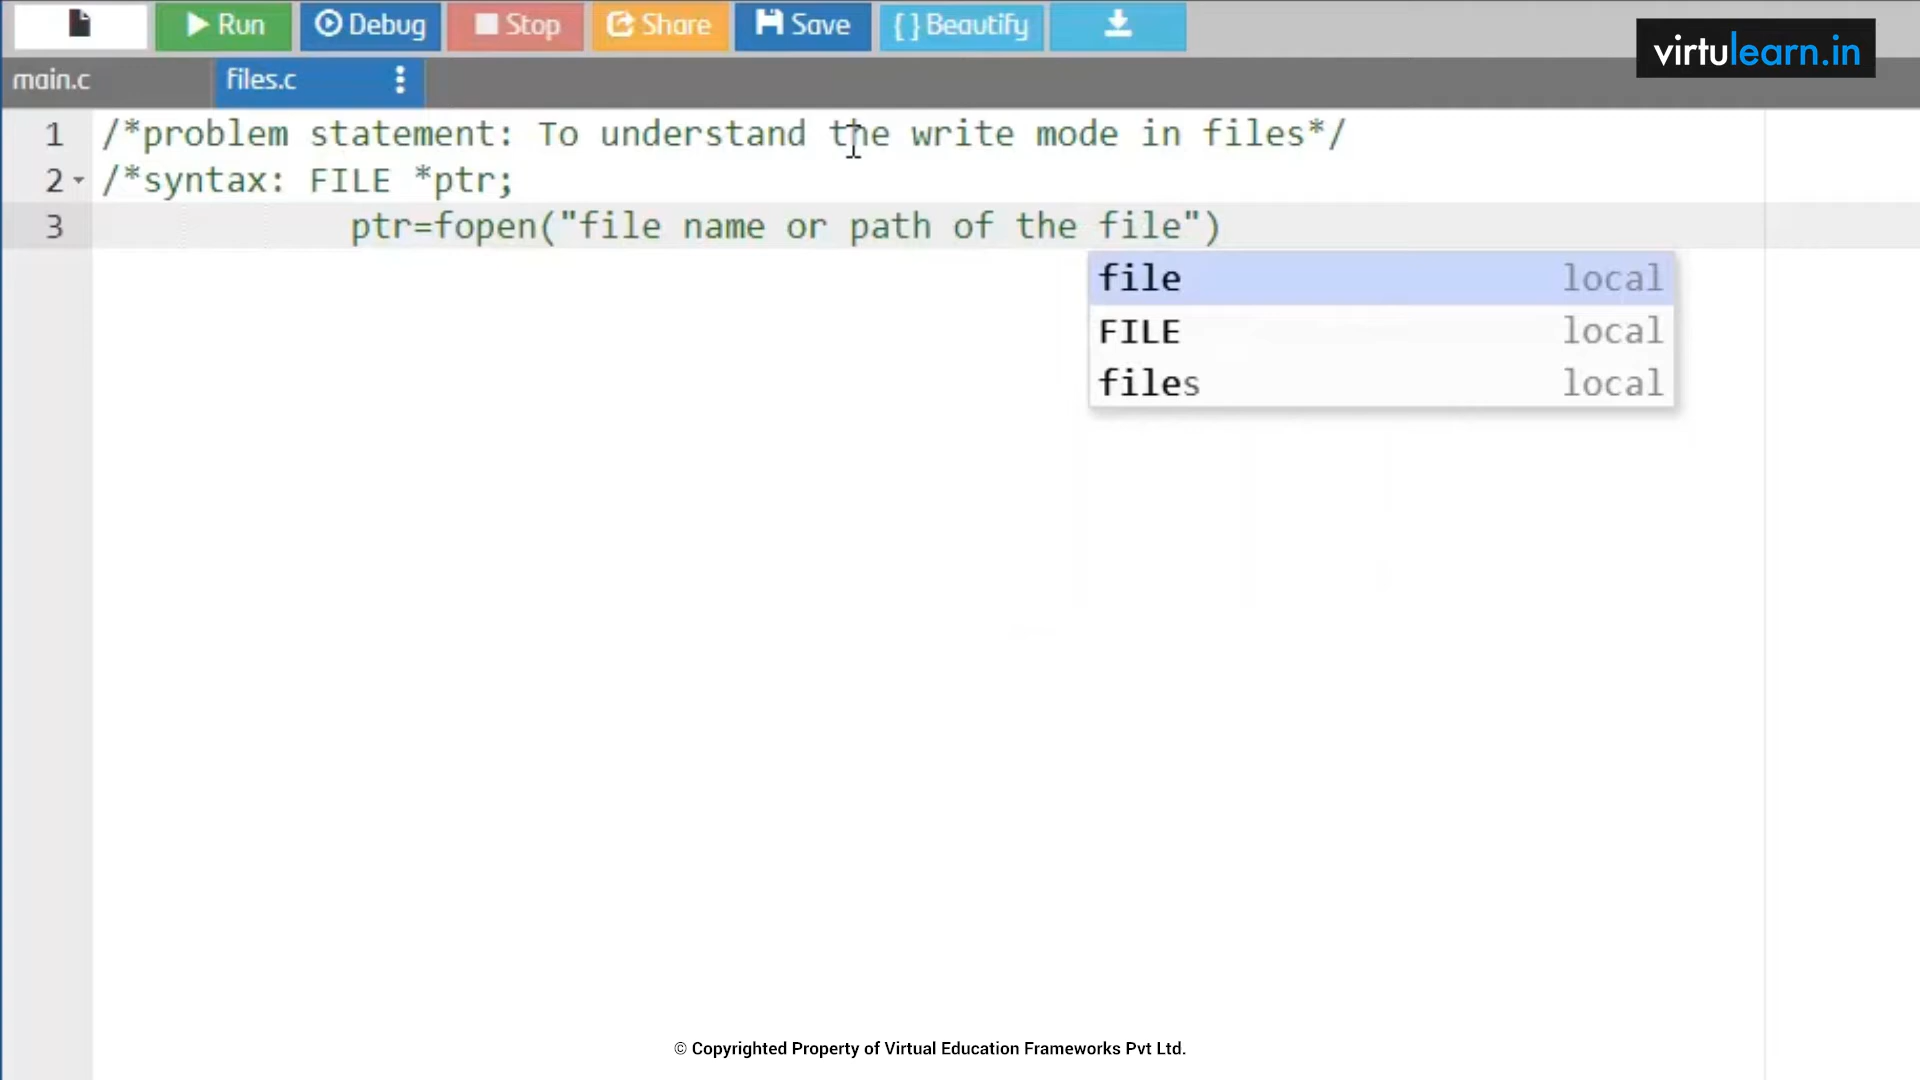 Run Debug Stop Share Save { } Beautify
virtulearn.in
main.c files.c
1 /*problem statement: To understand the write mode in files*/
2 /*syntax: FILE *ptr;
3 ptr=fopen("file name or path of the file")
file local
FILE local
files local
© Copyrighted Property of Virtual Education Frameworks Pvt Ltd.